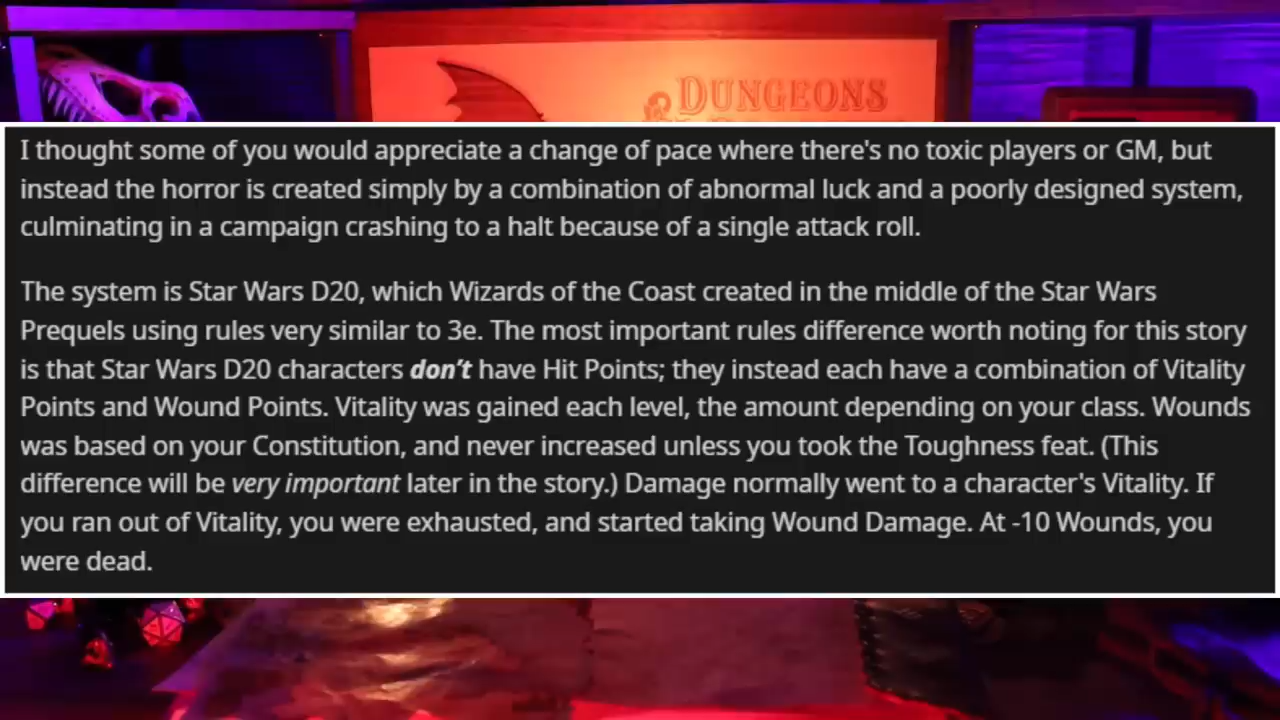 DUNGEONS
I thought some of you would appreciate a change of pace where there's no toxic players or GM, but
instead the horror is created simply by a combination of abnormal luck and a poorly designed system,
culminating in a campaign crashing to a halt because of a single attack roll.
The system is Star Wars D20, which Wizards of the Coast created in the middle of the Star Wars
Prequels using rules very similar to 3e. The most important rules difference worth noting for this story
is that Star Wars D20 characters don't have Hit Points; they instead each have a combination of Vitality
Points and Wound Points. Vitality was gained each level, the amount depending on your class. Wounds
was based on your Constitution, and never increased unless you took the Toughness feat. (This
difference will be very important later in the story.) Damage normally went to a character's Vitality. If
you ran out of Vitality, you were exhausted, and started taking Wound Damage. At -10 Wounds, you
were dead.